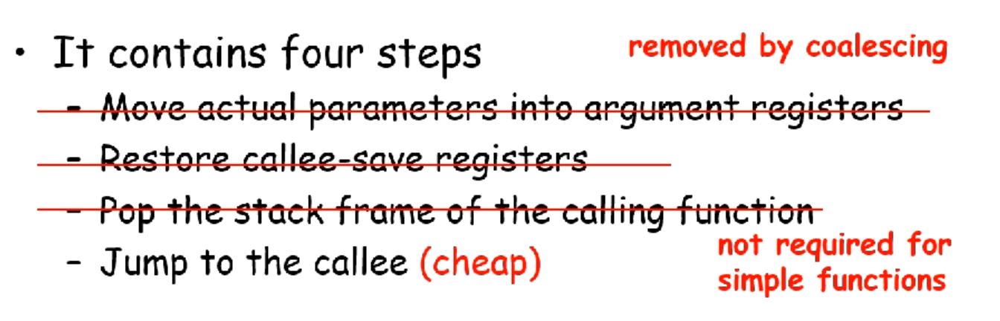 • It contains four steps
removed by coalescing
- Move actual parameters into argument registers
- Restore callee-save registers
- Pop the stack frame of the calling function
not required for
simple functions
- Jump to the callee (cheap)